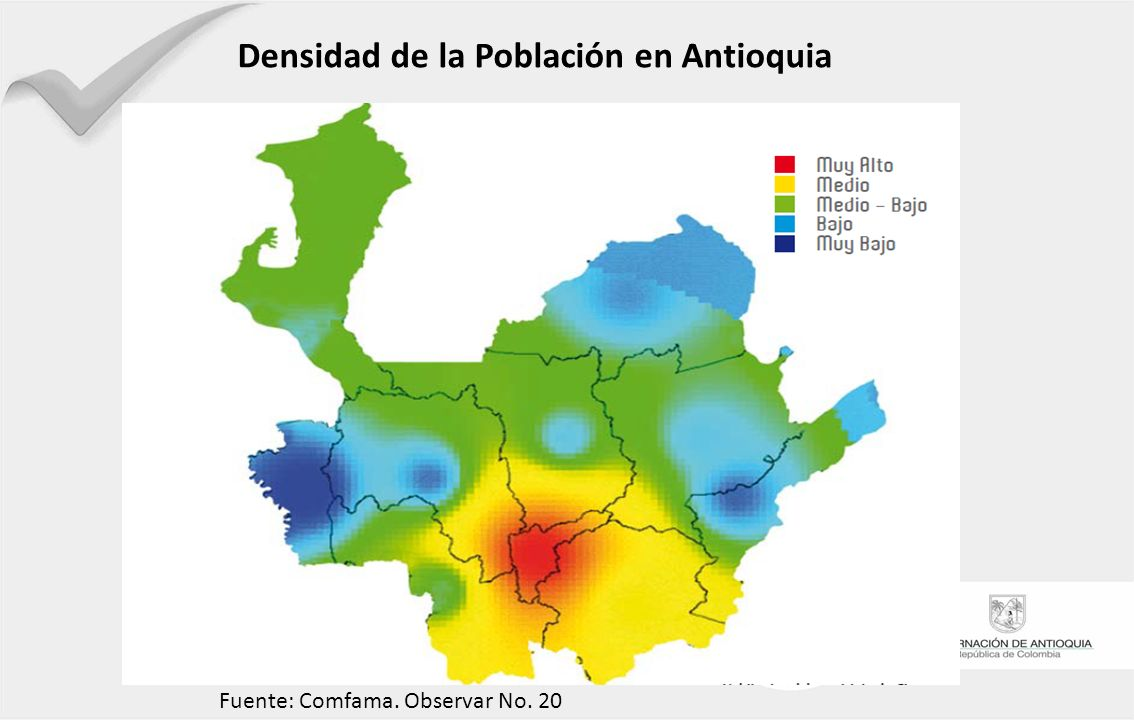 Densidad de la Población en Antioquia
Muy Alto
Medio
Medio – Bajo
Bajo
Muy Bajo
RNACIÓN DE ANTIOQUIA
República de Colombia
Fuente: Comfama. Observar No. 20